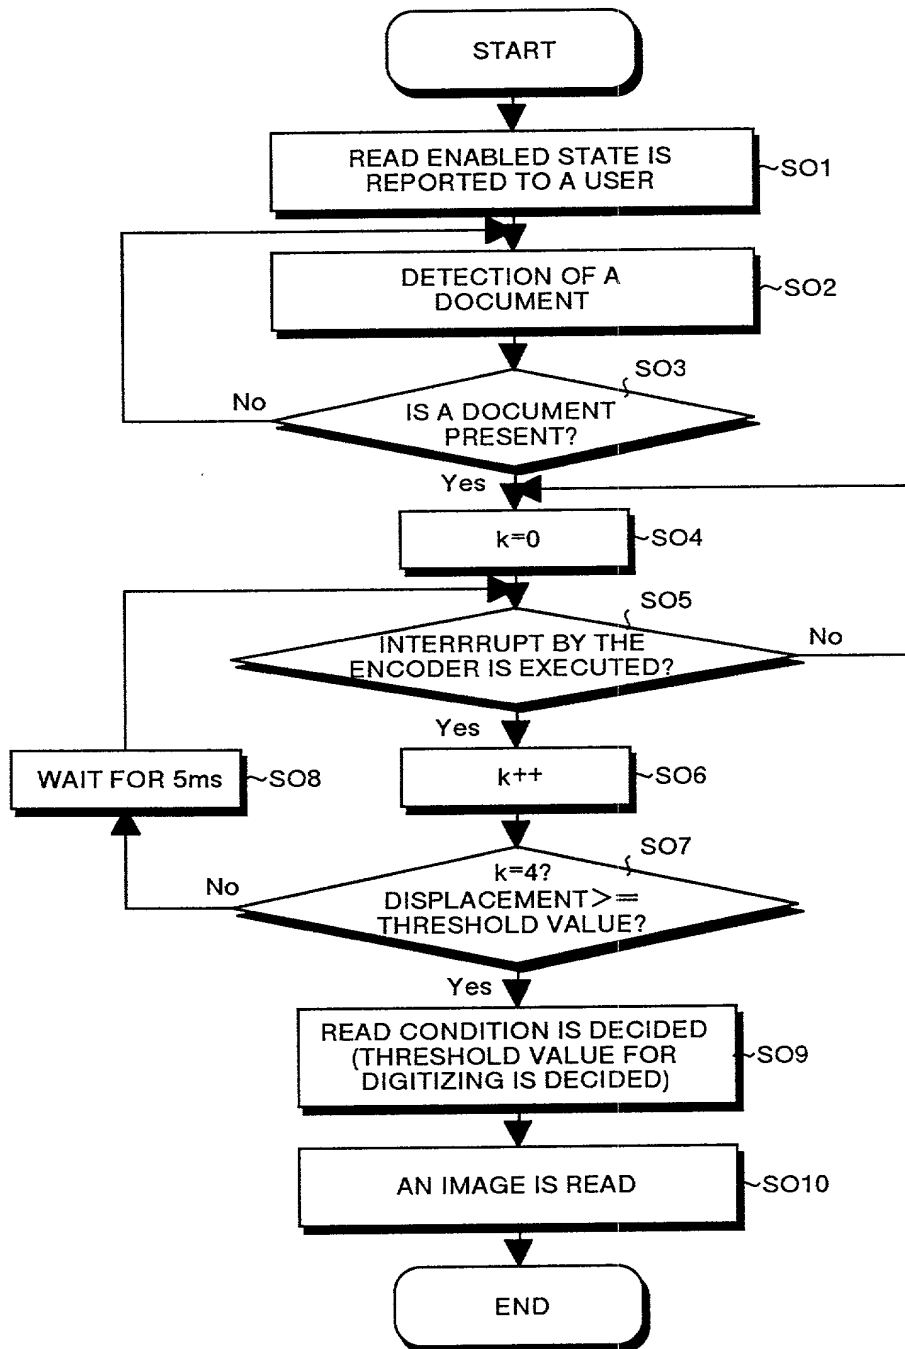 START
READ ENABLED STATE IS
REPORTED TO A USER
SO1
DETECTION OF A
DOCUMENT
SO2
SO3
No
IS A DOCUMENT
PRESENT?
Yes
k=0
SO4
SO5
INTERRRUPT BY THE
ENCODER IS EXECUTED?
No
Yes
WAIT FOR 5ms
SO8
k++
SO6
SO7
No
k=4?
DISPLACEMENT>=
THRESHOLD VALUE?
Yes
READ CONDITION IS DECIDED
(THRESHOLD VALUE FOR
DIGITIZING IS DECIDED)
SO9
AN IMAGE IS READ
SO10
END